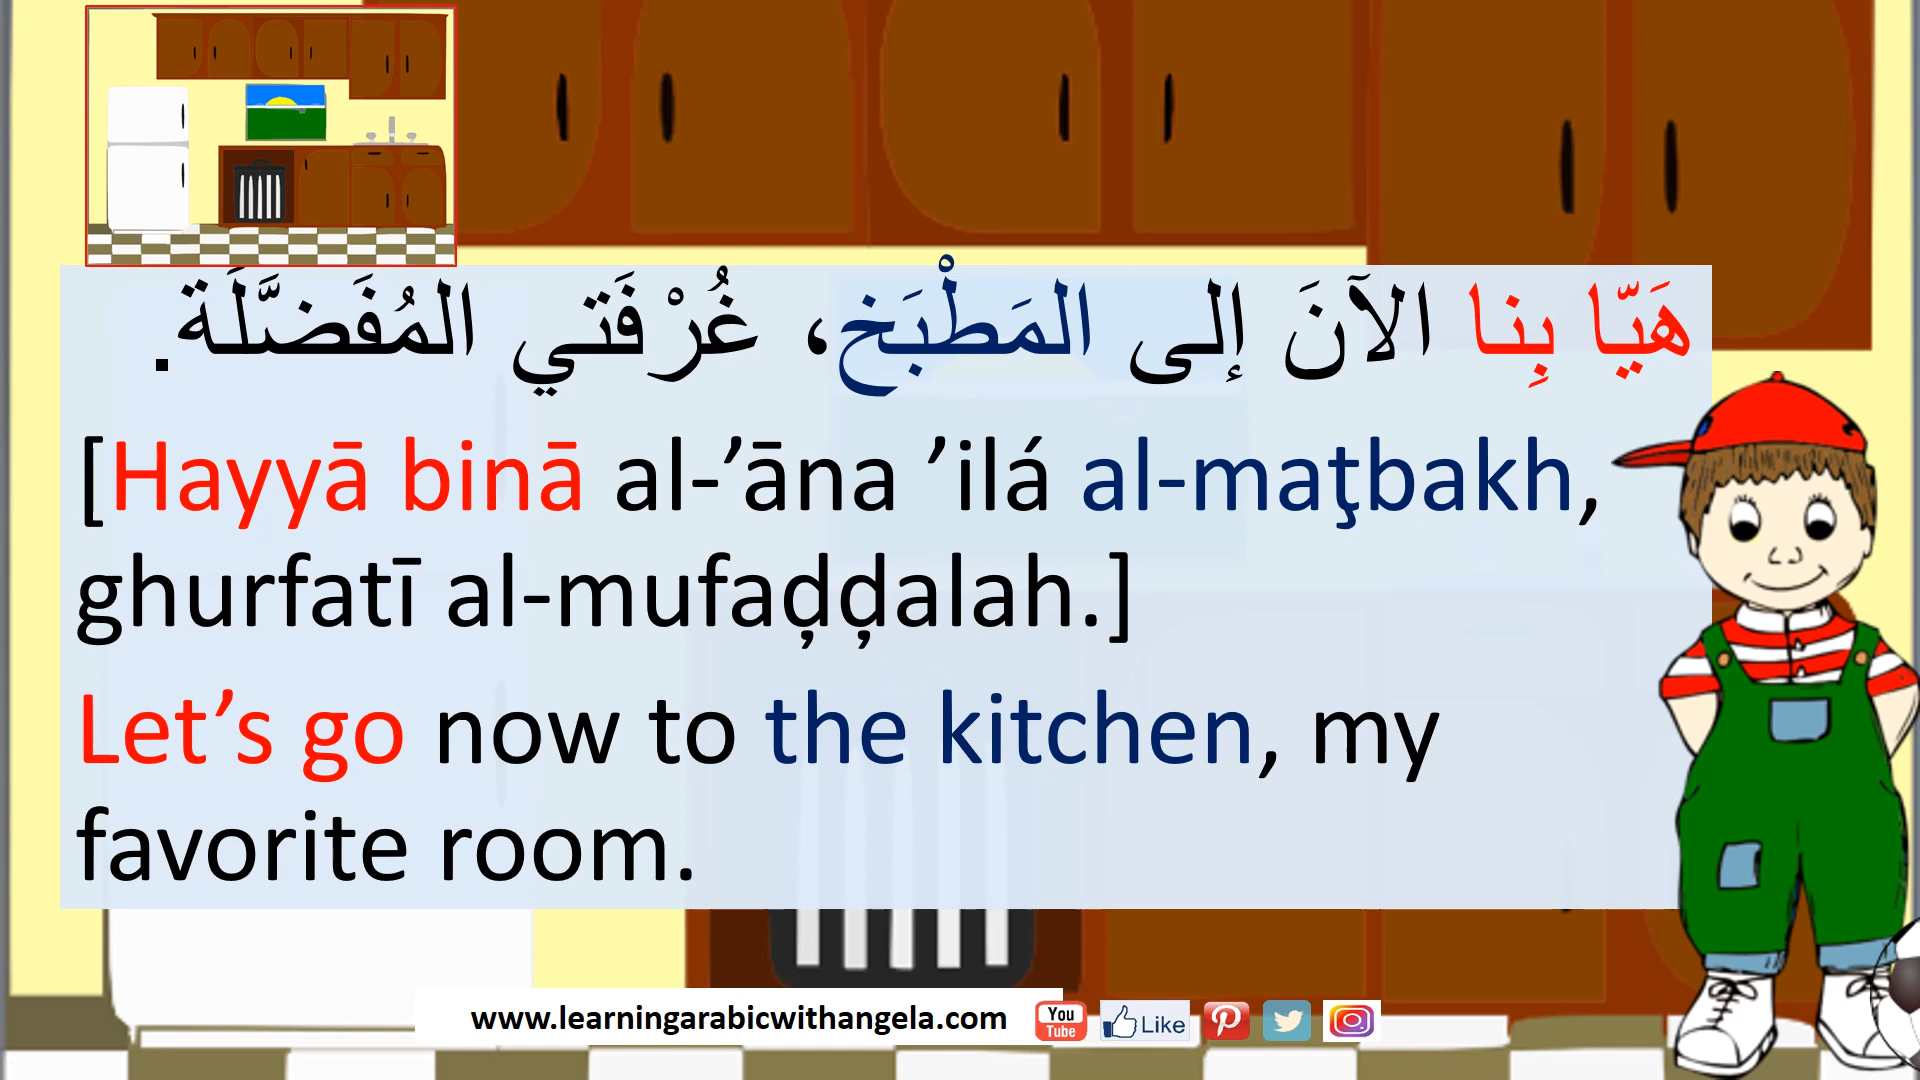 هَيّا بِنا الآنَ إلى المَطْبَخ، غُرْفَتي المُفَضَّلَة.
[Hayyā binā al-’āna ’ilá al-maţbakh,
ghurfatī al-mufaḑḑalah.]
Let’s go now to the kitchen, my
favorite room.
www.learningarabicwithangela.com
You
Tube
Like